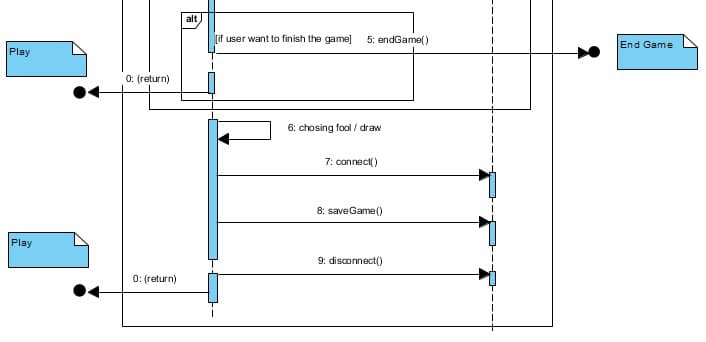 alt
[if user want to finish the game]
5: endGame()
End Game
Play
0: (return)
6: chosing fool / draw
7: connect()
8: saveGame()
Play
9: disconnect()
0: (return)